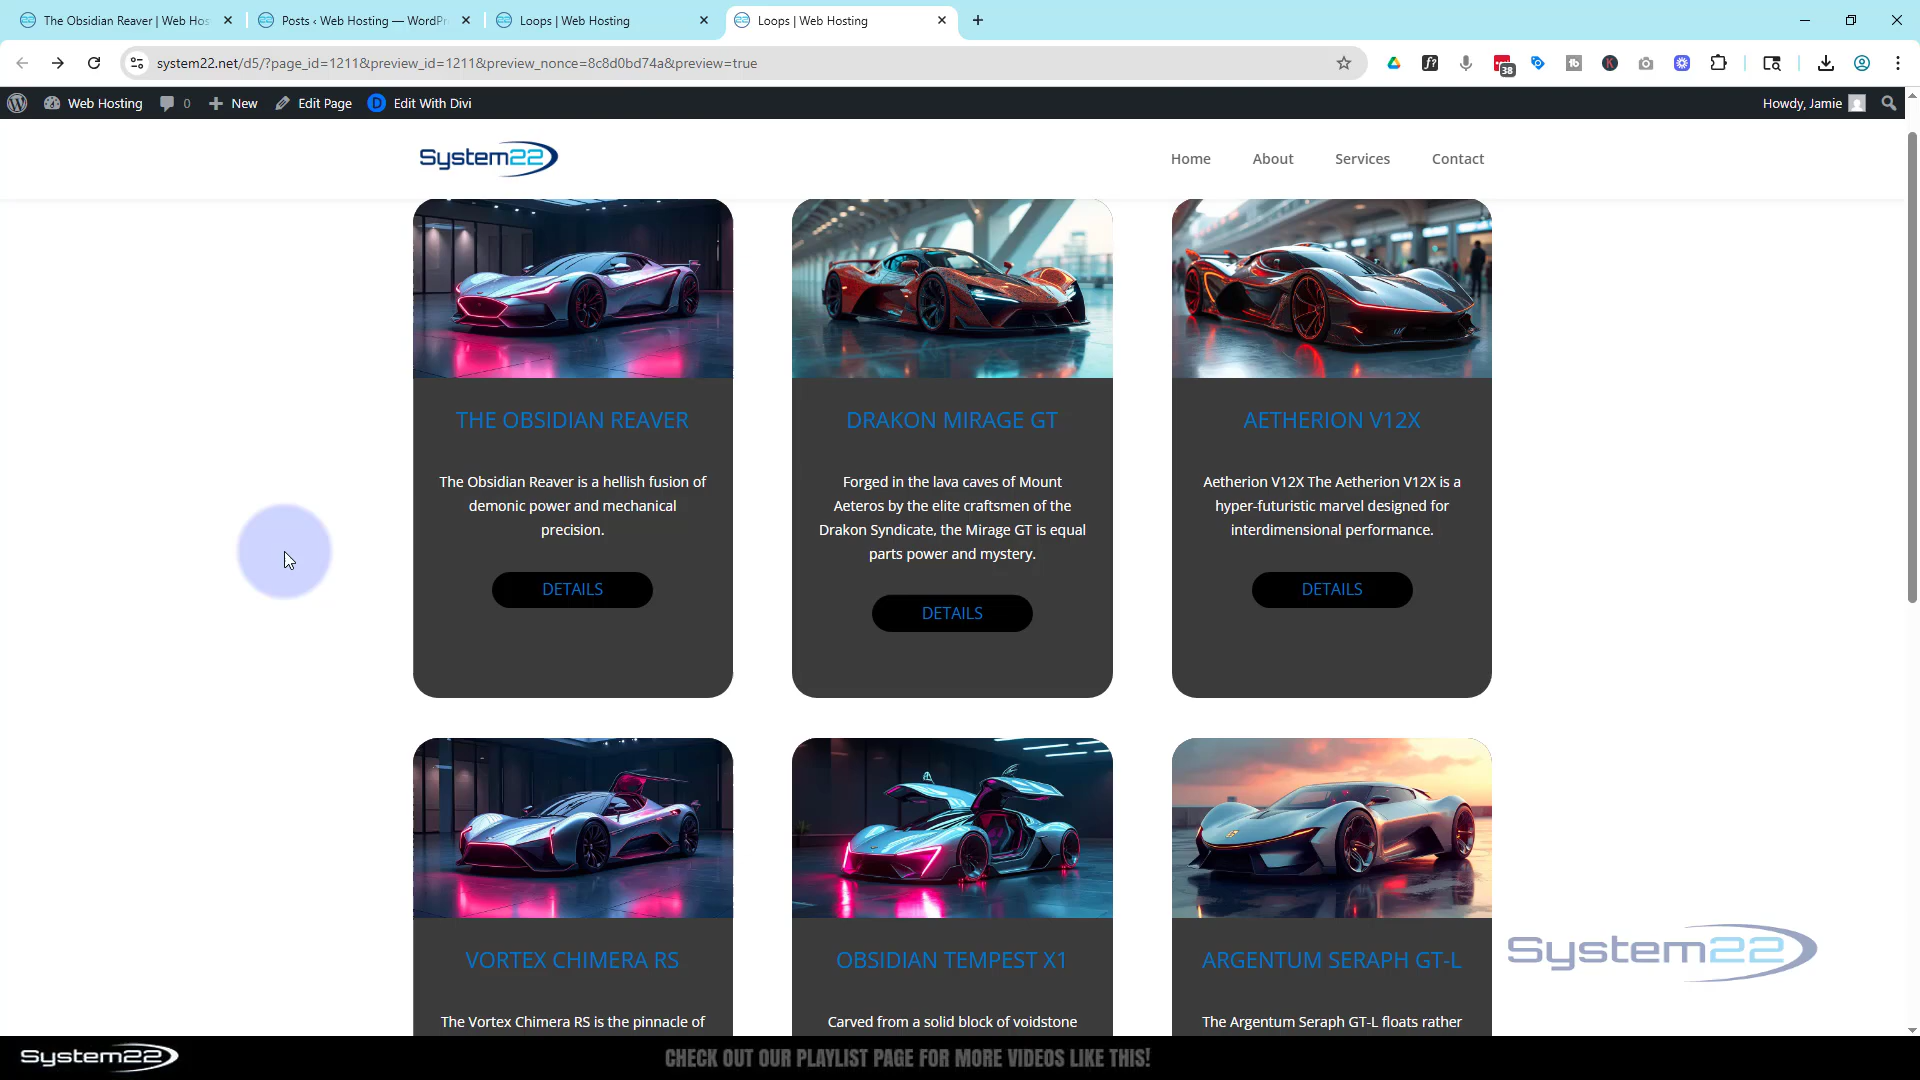 The Obsidian Reaver | Web Hos
Posts ‹ Web Hosting — WordPr
Loops | Web Hosting
Loops | Web Hosting
system22.net/d5/?page_id=1211&preview_id=1211&preview_nonce=8c8d0bd74a&preview=true
38
Web Hosting
0
New
Edit Page
Edit With Divi
Howdy, Jamie
System22
Home
About
Services
Contact
THE OBSIDIAN REAVER
The Obsidian Reaver is a hellish fusion of
demonic power and mechanical
precision.
DETAILS
DRAKON MIRAGE GT
Forged in the lava caves of Mount
Aeteros by the elite craftsmen of the
Drakon Syndicate, the Mirage GT is equal
parts power and mystery.
DETAILS
AETHERION V12X
Aetherion V12X The Aetherion V12X is a
hyper-futuristic marvel designed for
interdimensional performance.
DETAILS
VORTEX CHIMERA RS
The Vortex Chimera RS is the pinnacle of
OBSIDIAN TEMPEST X1
Carved from a solid block of voidstone
ARGENTUM SERAPH GT-L
The Argentum Seraph GT-L floats rather
System22
System22
CHECK OUT OUR PLAYLIST PAGE FOR MORE VIDEOS LIKE THIS!